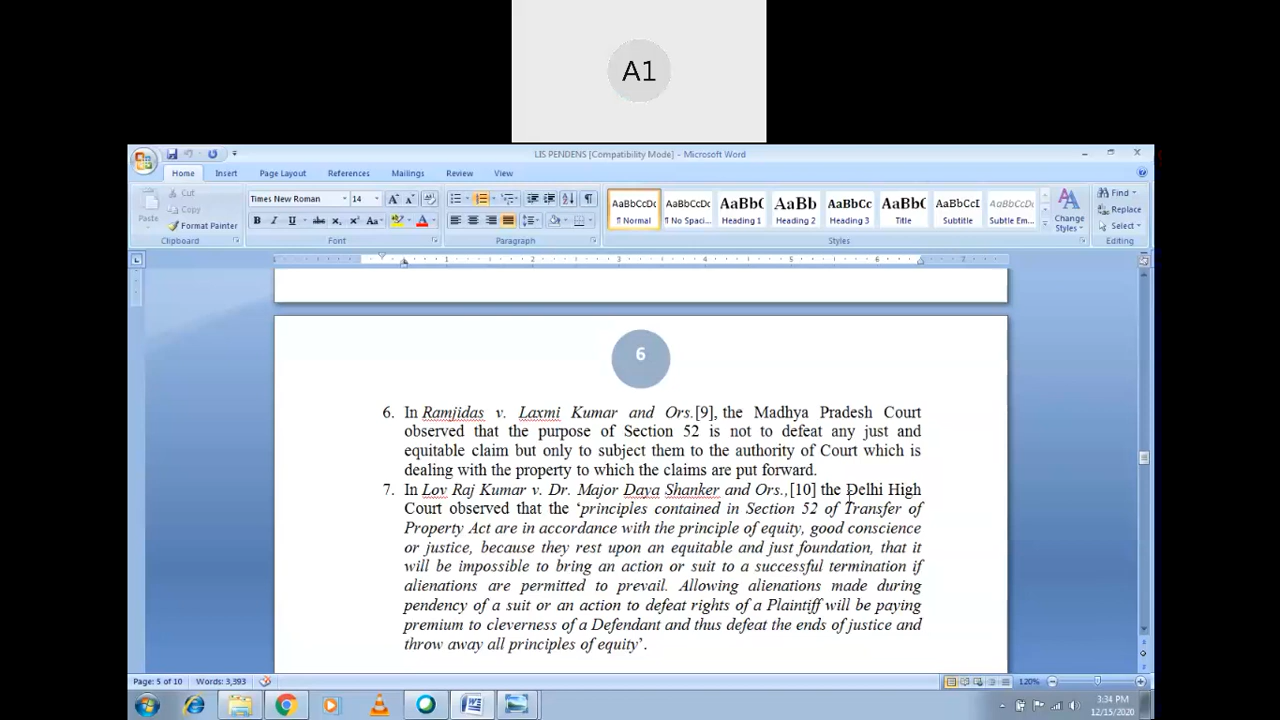 A1
LIS PENDENS [Compatibility Mode] - Microsoft Word
Home Insert Page Layout References Mailings Review View
Cut
Copy
Paste
Format Painter
Times New Roman 14
AaBbCcDc AaBbCcDc AaBbC AaBb AaBbCc AaBbC AaBbCcI AaBbCcDc
¶ Normal ¶ No Spaci... Heading 1 Heading 2 Heading 3 Title Subtitle Subtle Em...
Change Styles
Find
Replace
Select
Clipboard Font Paragraph Styles Editing
1 1 2 3 4 5 6 7
6
6. In Ramjidas v. Laxmi Kumar and Ors.[9], the Madhya Pradesh Court
observed that the purpose of Section 52 is not to defeat any just and
equitable claim but only to subject them to the authority of Court which is
dealing with the property to which the claims are put forward.
7. In Lov Raj Kumar v. Dr. Major Daya Shanker and Ors.,[10] the Delhi High
Court observed that the ‘principles contained in Section 52 of Transfer of
Property Act are in accordance with the principle of equity, good conscience
or justice, because they rest upon an equitable and just foundation, that it
will be impossible to bring an action or suit to a successful termination if
alienations are permitted to prevail. Allowing alienations made during
pendency of a suit or an action to defeat rights of a Plaintiff will be paying
premium to cleverness of a Defendant and thus defeat the ends of justice and
throw away all principles of equity’.
Page: 5 of 10 Words: 3,393 120%
3:34 PM
12/15/2020